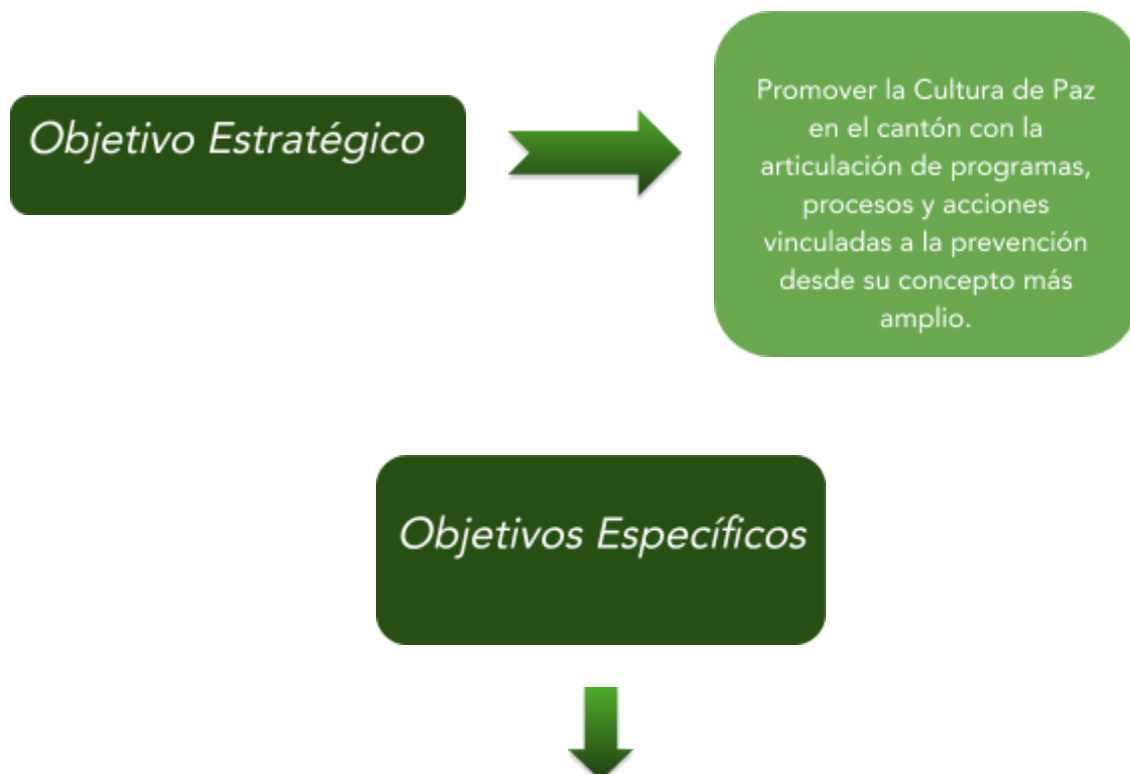 Objetivo Estratégico
Promover la Cultura de Paz
en el cantón con la
articulación de programas,
procesos y acciones
vinculadas a la prevención
desde su concepto más
amplio.
Objetivos Específicos